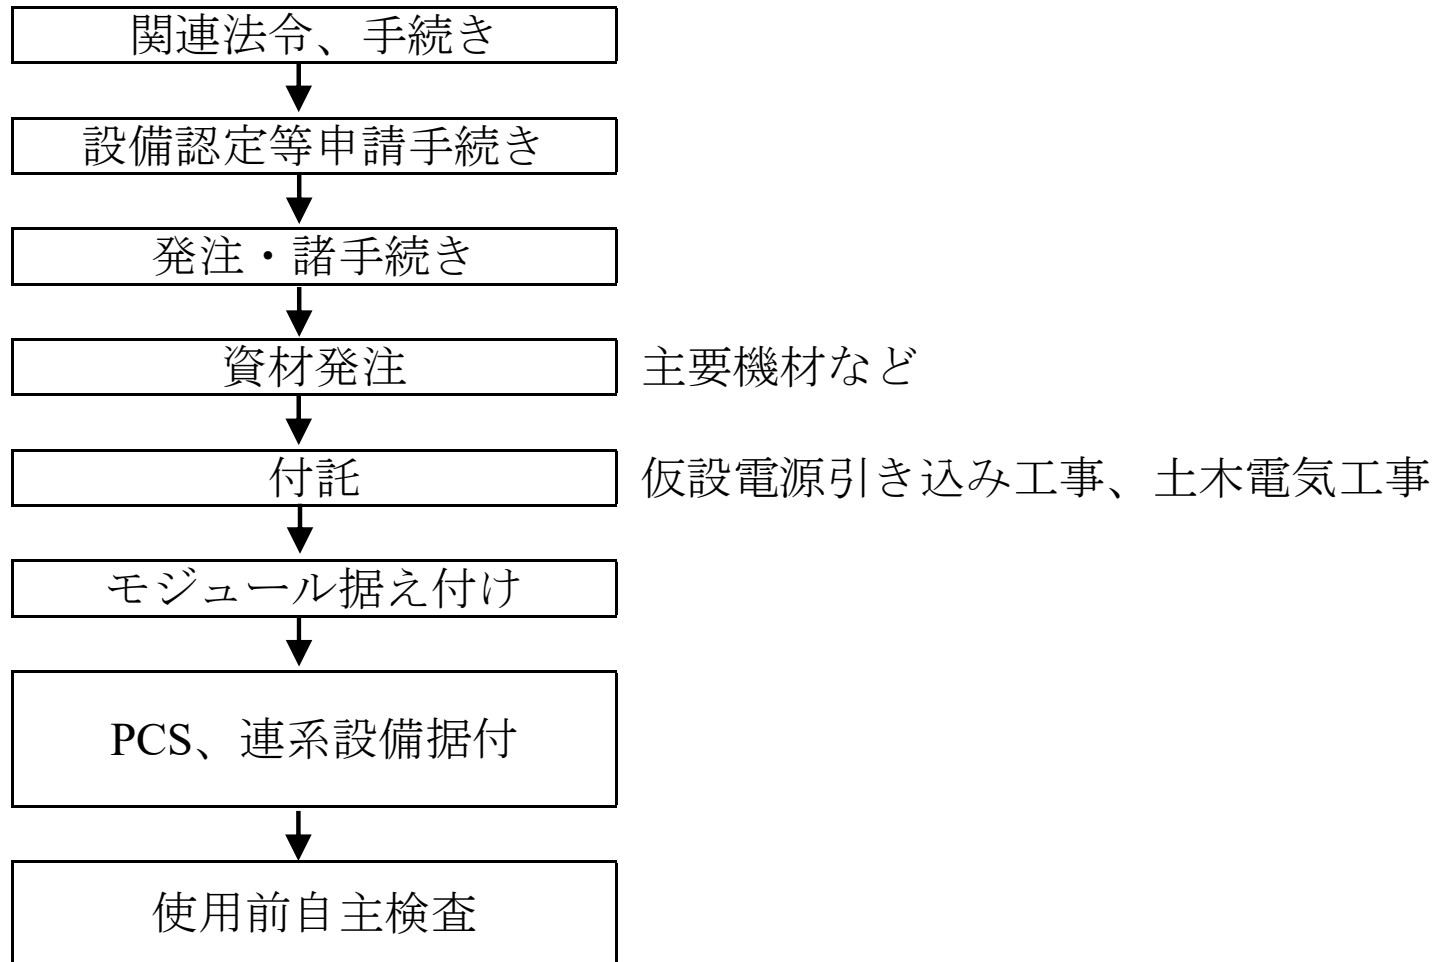 関連法令、手続き
設備認定等申請手続き
発注・諸手続き
資材発注
主要機材など
付託
仮設電源引き込み工事、土木電気工事
モジュール据え付け
PCS、連系設備据付
使用前自主検査